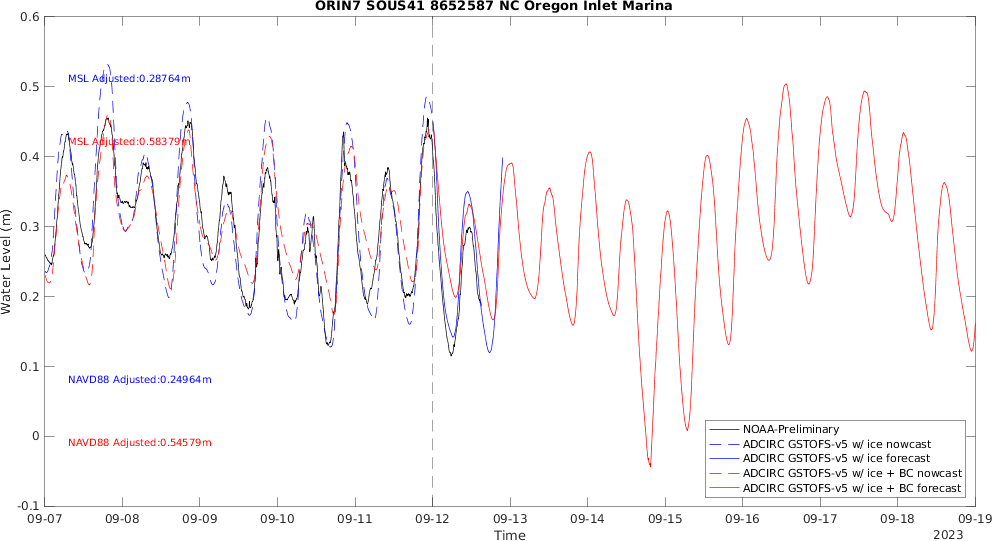 ORIN7 SOUS41 8652587 NC Oregon Inlet Marina
0.6
0.5
0.4
0.3
0.2
0.1
0
-0.1
Water Level (m)
MSL Adjusted:0.28764m
MSL Adjusted:0.58379m
NAVD88 Adjusted:0.24964m
NAVD88 Adjusted:0.54579m
NOAA-Preliminary
ADCIRC GSTOFS-v5 w/ ice nowcast
ADCIRC GSTOFS-v5 w/ ice forecast
ADCIRC GSTOFS-v5 w/ ice + BC nowcast
ADCIRC GSTOFS-v5 w/ ice + BC forecast
09-07 09-08 09-09 09-10 09-11 09-12 09-13 09-14 09-15 09-16 09-17 09-18 09-19
Time
2023